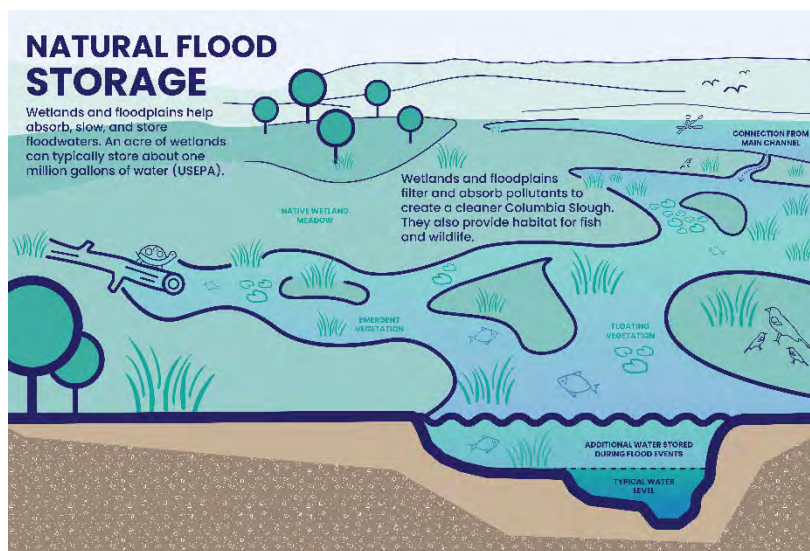 NATURAL FLOOD
STORAGE
Wetlands and floodplains help
absorb, slow, and store
floodwaters. An acre of wetlands
can typically store about one
million gallons of water (USEPA).
CONNECTION FROM
MAIN CHANNEL
Wetlands and floodplains
filter and absorb pollutants to
create a cleaner Columbia Slough.
They also provide habitat for fish
and wildlife.
NATIVE WETLAND
MEADOW
EMERGENT
VEGETATION
FLOATING
VEGETATION
ADDITIONAL WATER STORED
DURING FLOOD EVENTS
TYPICAL WATER
LEVEL